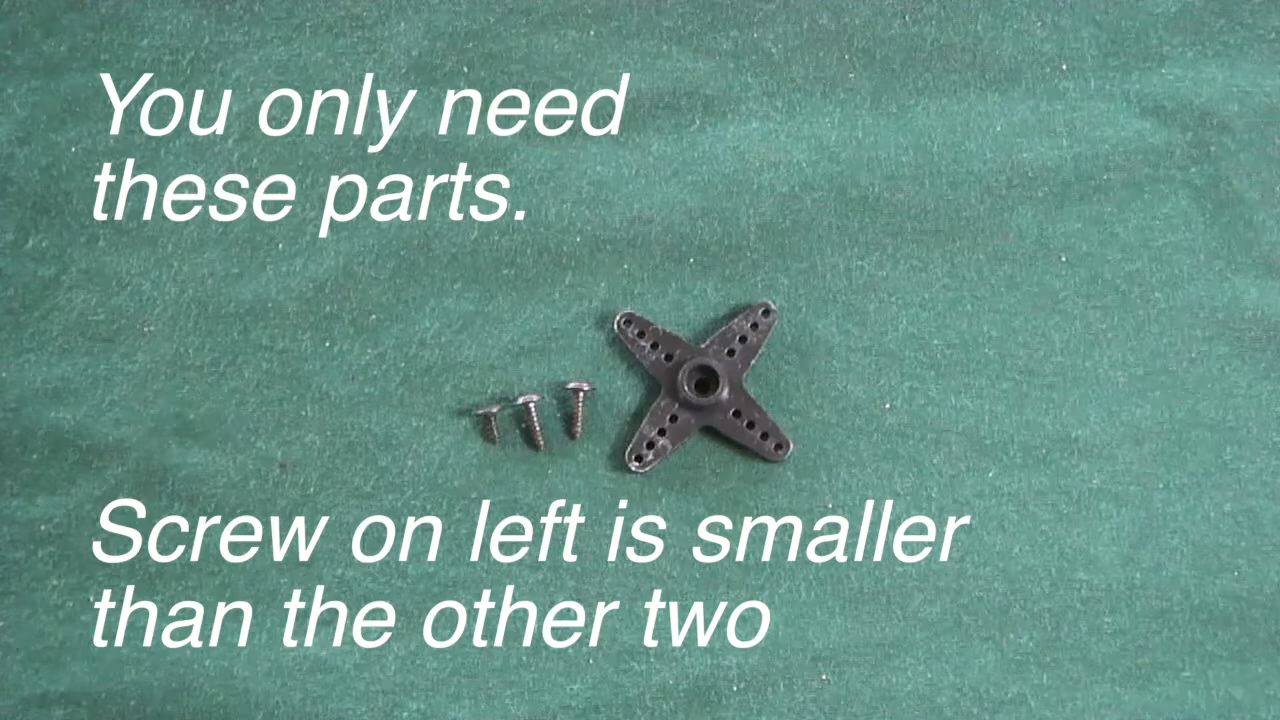 You only need
these parts.
Screw on left is smaller
than the other two